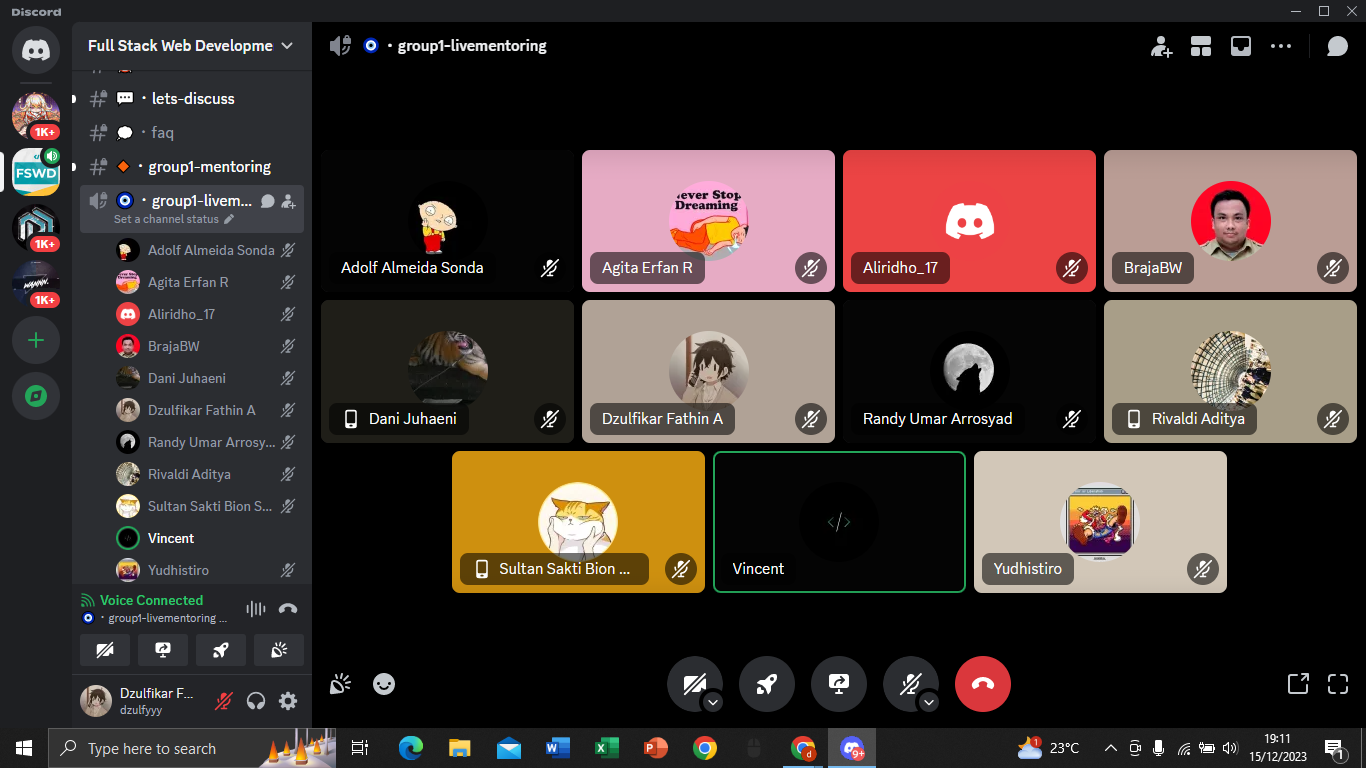 Discord
Full Stack Web Developme
lets-discuss
faq
group1-mentoring
group1-livem...
Set a channel status
Adolf Almeida Sonda
Agita Erfan R
Aliridho_17
BrajaBW
Dani Juhaeni
Dzulfikar Fathin A
Randy Umar Arrosy...
Rivaldi Aditya
Sultan Sakti Bion S...
Vincent
Yudhistiro
Voice Connected
group1-livementoring ...
Dzulfikar F...
dzulfyyy
1K+
FSWD
1K+
1K+
group1-livementoring
Never Stop
Dreaming
Adolf Almeida Sonda
Agita Erfan R
Aliridho_17
BrajaBW
Dani Juhaeni
Dzulfikar Fathin A
Randy Umar Arrosyad
Rivaldi Aditya
Sultan Sakti Bion ...
</>
Vincent
Yudhistiro
Type here to search
9+
1
23°C
19:11
15/12/2023
1